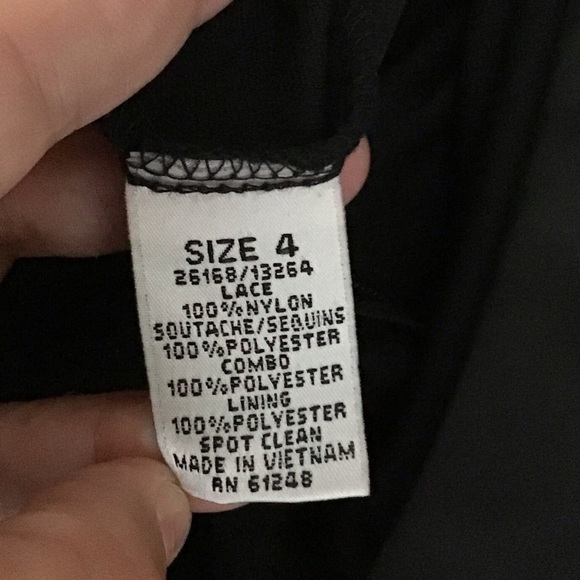 SIZE 4
26168/13264
LACE
100%NYLON
SOUTACHE/SEQUINS
100%POLYESTER
COMBO
100%POLYESTER
LINING
100%POLYESTER
SPOT CLEAN
MADE IN VIETNAM
RN 61248